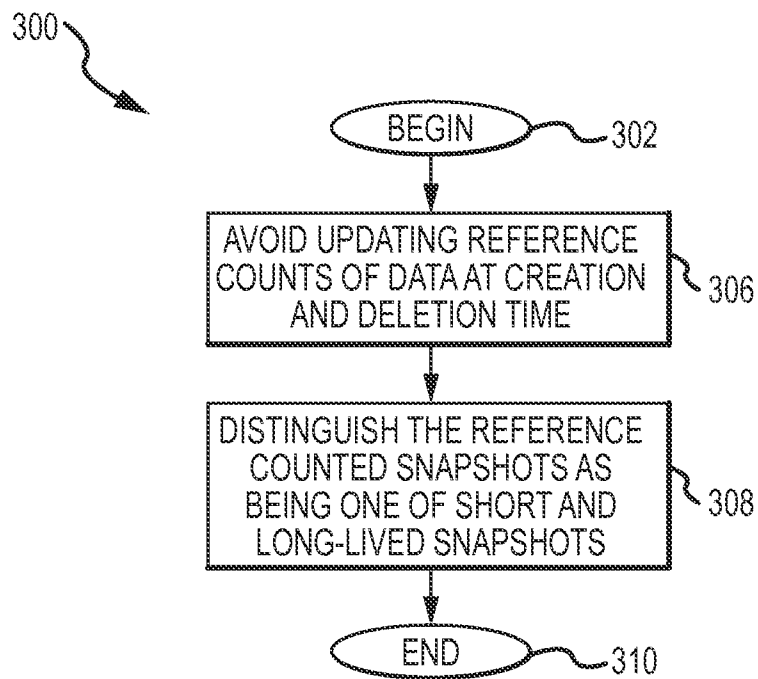 300
BEGIN
302
AVOID UPDATING REFERENCE
COUNTS OF DATA AT CREATION
AND DELETION TIME
306
DISTINGUISH THE REFERENCE
COUNTED SNAPSHOTS AS
BEING ONE OF SHORT AND
LONG-LIVED SNAPSHOTS
308
END
310